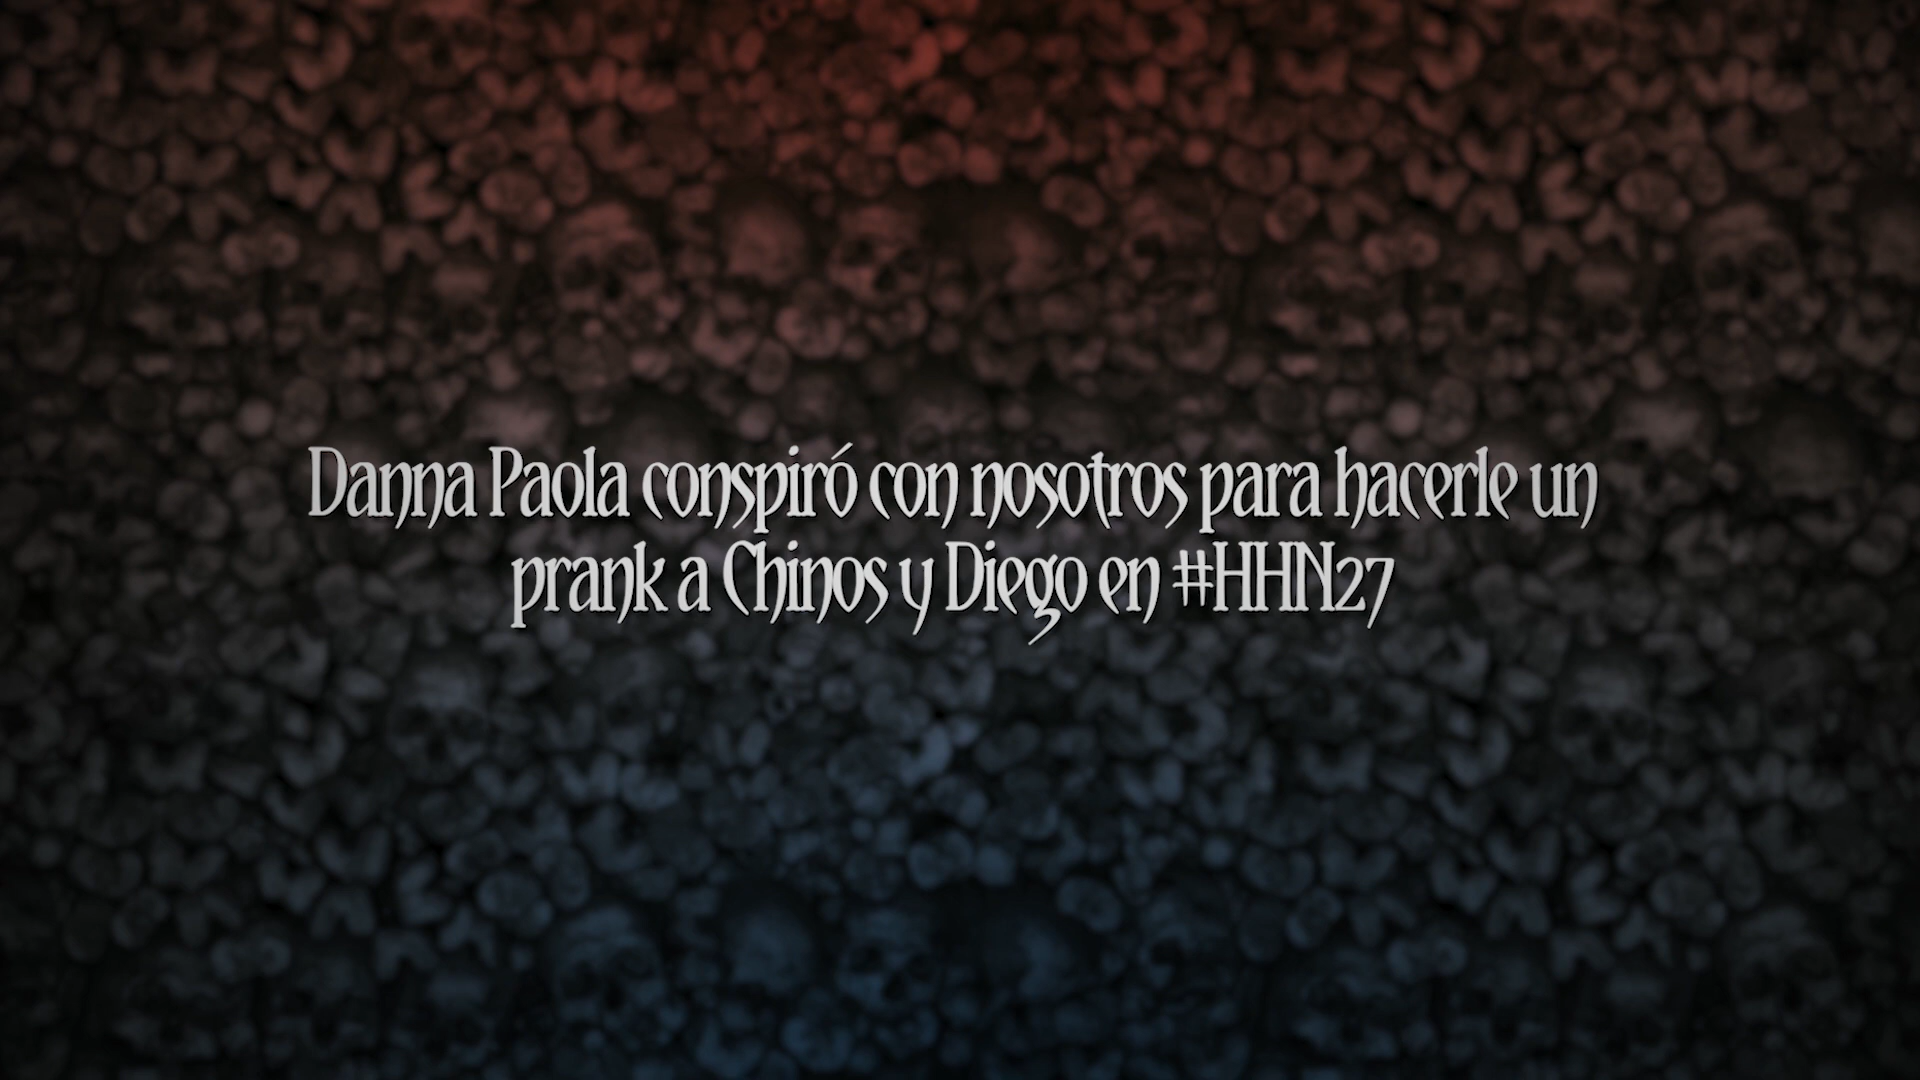 Danna Paola conspiró con nosotros para hacerle un
prank a Chinos y Diego en #HHN27